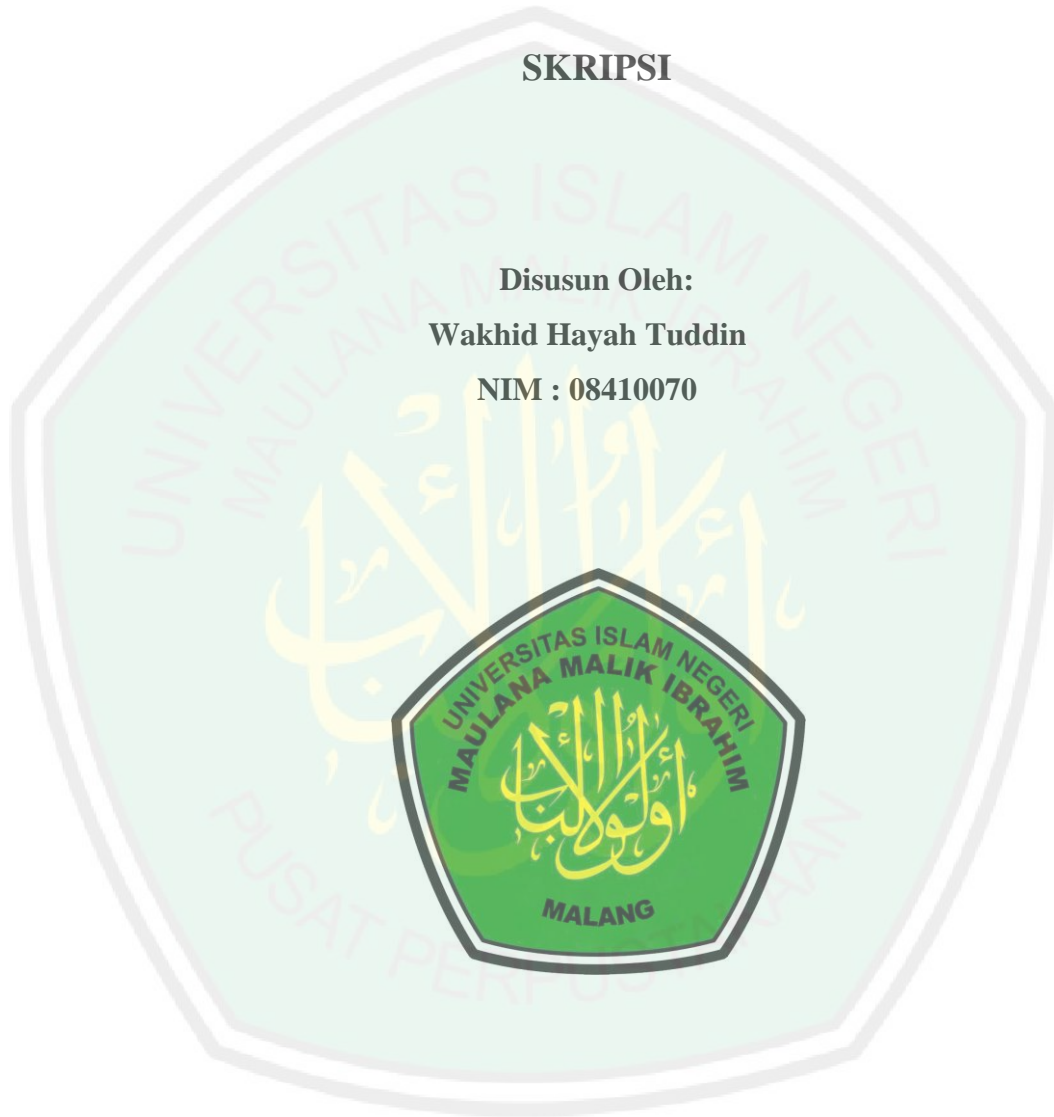 SKRIPSI
Disusun Oleh:
Wakhid Hayah Tuddin
NIM : 08410070
UNIVERSITAS ISLAM NEGERI
MAULANA MALIK IBRAHIM
PUSAT PERPUSTAKAAN
UNIVERSITAS ISLAM NEGERI
MAULANA MALIK IBRAHIM
أولوا الألباب
MALANG